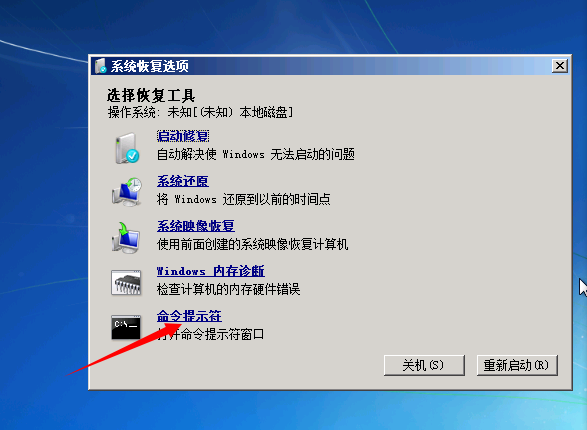 系统恢复选项
选择恢复工具
操作系统: 未知[(未知) 本地磁盘]
启动修复
自动解决使 Windows 无法启动的问题
系统还原
将 Windows 还原到以前的时间点
系统映像恢复
使用前面创建的系统映像恢复计算机
Windows 内存诊断
检查计算机的内存硬件错误
C:\
命令提示符
打开命令提示符窗口
关机(S)
重新启动(R)